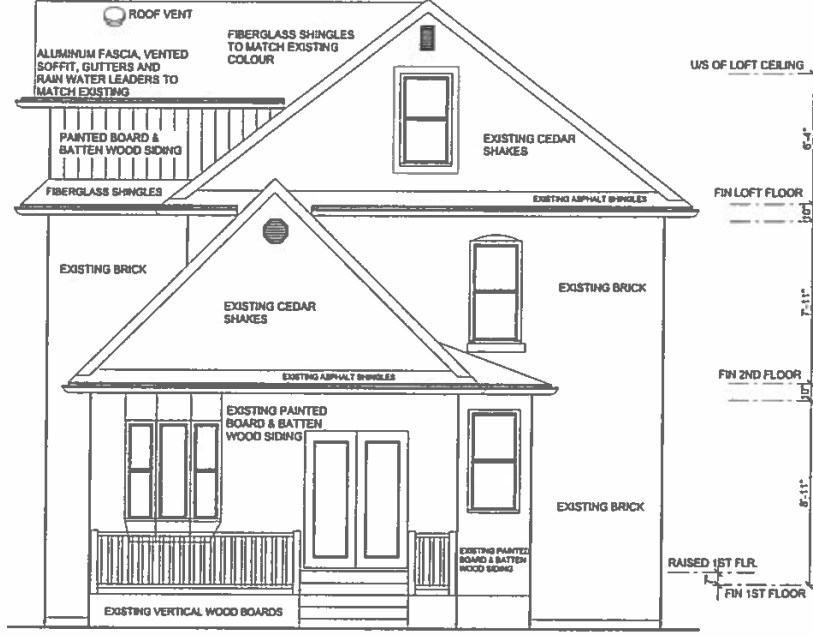 ROOF VENT
FIBERGLASS SHINGLES
TO MATCH EXISTING
COLOUR
ALUMINUM FASCIA, VENTED
SOFFIT, GUTTERS AND
RAIN WATER LEADERS TO
MATCH EXISTING
U/S OF LOFT CEILING
PAINTED BOARD &
BATTEN WOOD SIDING
EXISTING CEDAR
SHAKES
6'-4"
FIBERGLASS SHINGLES
EXISTING ASPHALT SHINGLES
FIN LOFT FLOOR
10"
EXISTING BRICK
EXISTING BRICK
EXISTING CEDAR
SHAKES
7'-11"
EXISTING ASPHALT SHINGLES
FIN 2ND FLOOR
10"
EXISTING PAINTED
BOARD & BATTEN
WOOD SIDING
8'-11"
EXISTING BRICK
EXISTING PAINTED
BOARD & BATTEN
WOOD SIDING
RAISED 1ST FLR.
7"
FIN 1ST FLOOR
EXISTING VERTICAL WOOD BOARDS